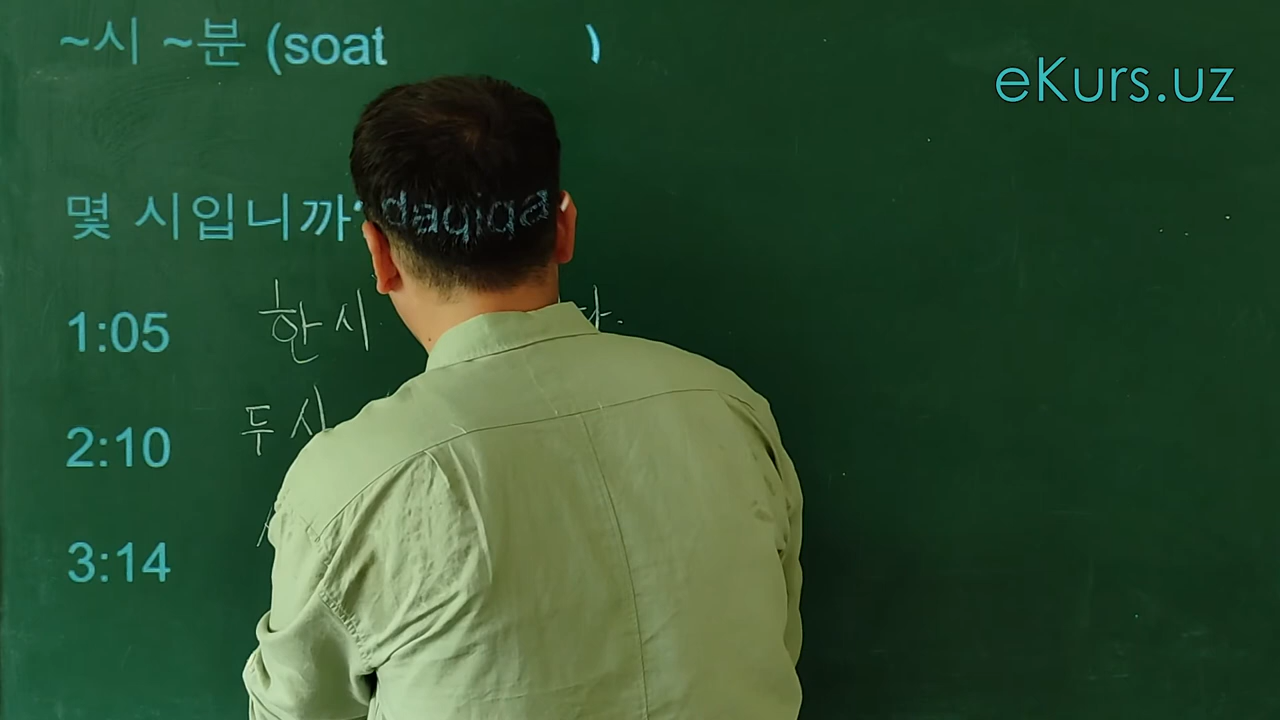 ~시 ~분 (soat )
eKurs.uz
daqiqa
몇 시입니까?
1:05 한 시 다.
2:10 두 시
3:14